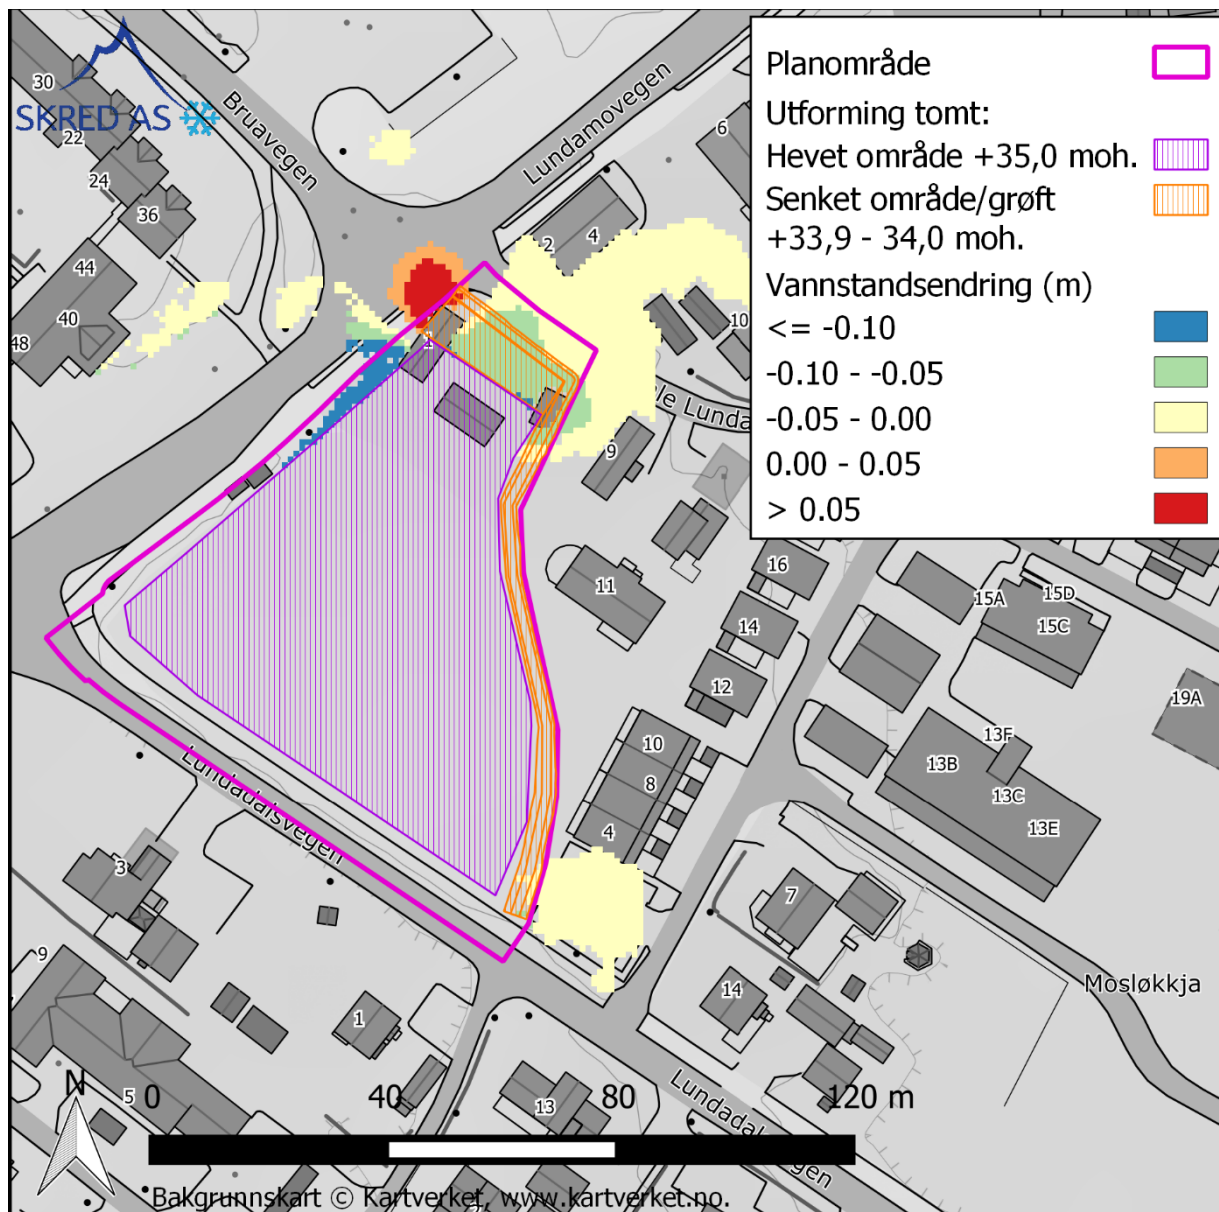 SKRED AS
Planområde
Utforming tomt:
Hevet område +35,0 moh.
Senket område/grøft
+33,9 - 34,0 moh.
Vannstandsendring (m)
<= -0.10
-0.10 - -0.05
-0.05 - 0.00
0.00 - 0.05
> 0.05
30
22
24
36
44
40
48
Bruavegen
Lundamovegen
6
2
4
1
10
9
11
16
14
12
10
8
4
15A
15D
15C
19A
13F
13B
13C
13E
Lundadalsvegen
3
9
7
14
1
5
13
Mosløkkja
N
0 40 80 120 m
Bakgrunnskart © Kartverket, www.kartverket.no.